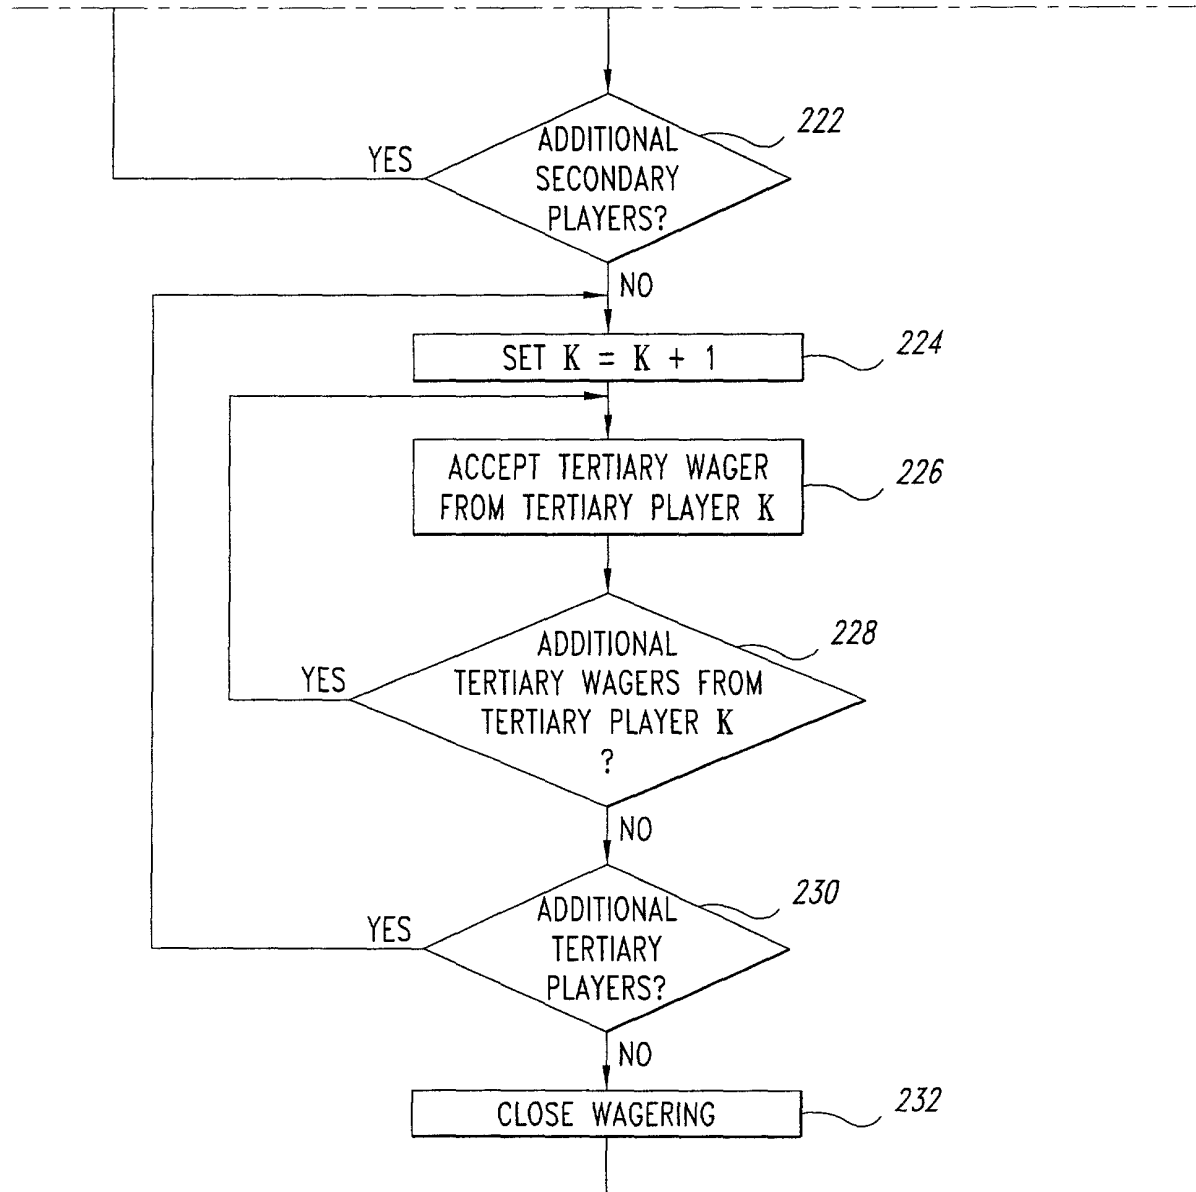 222
ADDITIONAL
SECONDARY
PLAYERS?
YES
NO
SET K = K + 1
224
ACCEPT TERTIARY WAGER
FROM TERTIARY PLAYER K
226
228
ADDITIONAL
TERTIARY WAGERS FROM
TERTIARY PLAYER K
?
YES
NO
230
ADDITIONAL
TERTIARY
PLAYERS?
YES
NO
CLOSE WAGERING
232